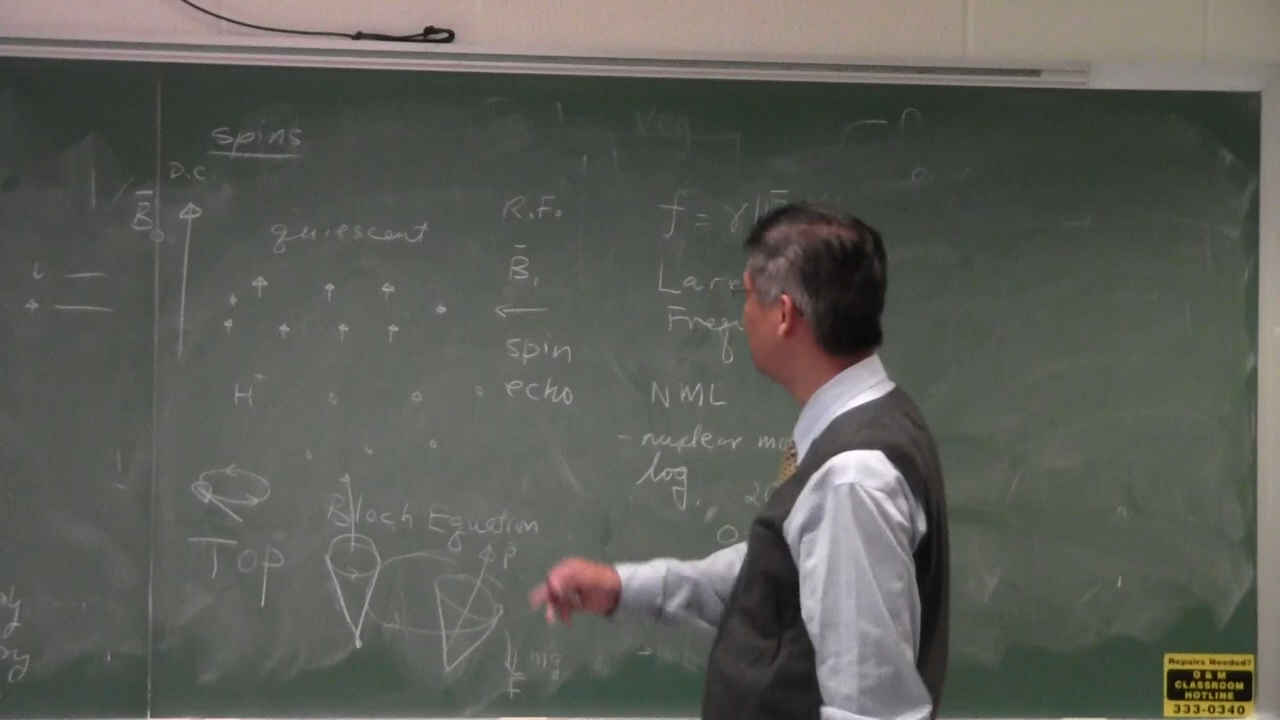 spins
D.C.
B̄
quiescent
H⁺
TOP
Bloch Equation
P̄
mg
F̄
R.F.
B̄₁
spin
echo
f = γ|B̄
Lar
Freq
NML
- nuclear m
log,
Repairs Needed?
O & M
CLASSROOM
HOTLINE
333-0340